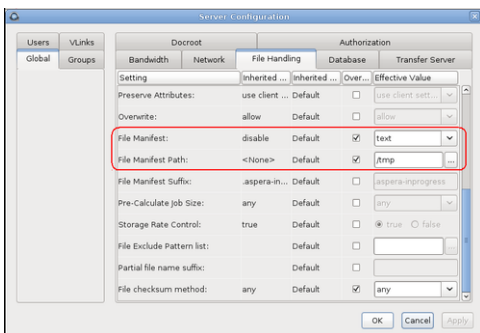 Server Configuration
Users VLinks Docroot Authorization
Global Groups Bandwidth Network File Handling Database Transfer Server
Setting Inherited ... Inherited ... Over... Effective Value
Preserve Attributes: use client ... Default use client sett...
Overwrite: allow Default allow
File Manifest: disable Default text
File Manifest Path: <None> Default /tmp ...
File Manifest Suffix: .aspera-in... Default aspera-inprogress
Pre-Calculate Job Size: any Default any
Storage Rate Control: true Default true false
File Exclude Pattern list: Default ...
Partial file name suffix: Default
File checksum method: any Default any
OK Cancel Apply